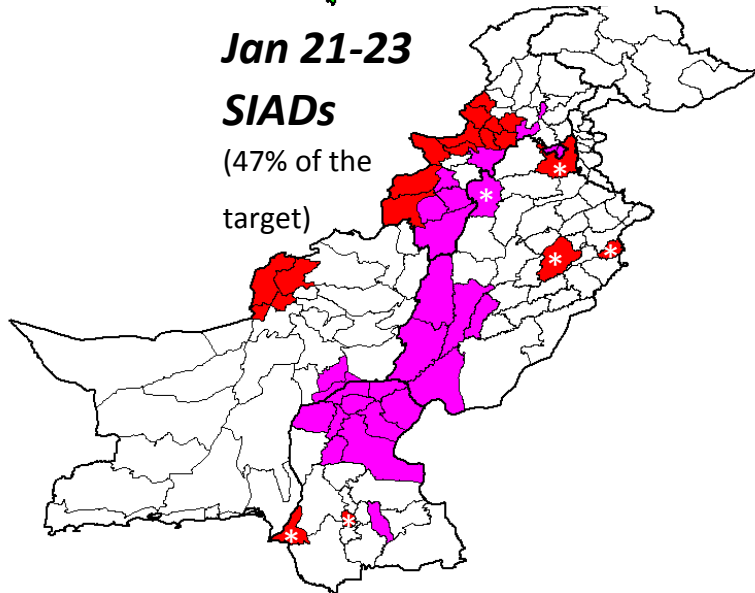 Jan 21-23
SIADs
(47% of the
target)
*
*
*
*
*
*